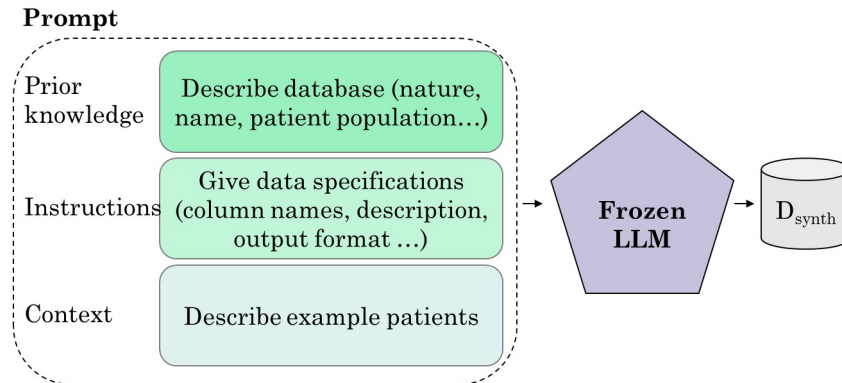 Prompt
Prior
knowledge
Describe database (nature,
name, patient population…)
Instructions
Give data specifications
(column names, description,
output format …)
Context
Describe example patients
Frozen
LLM
D_synth